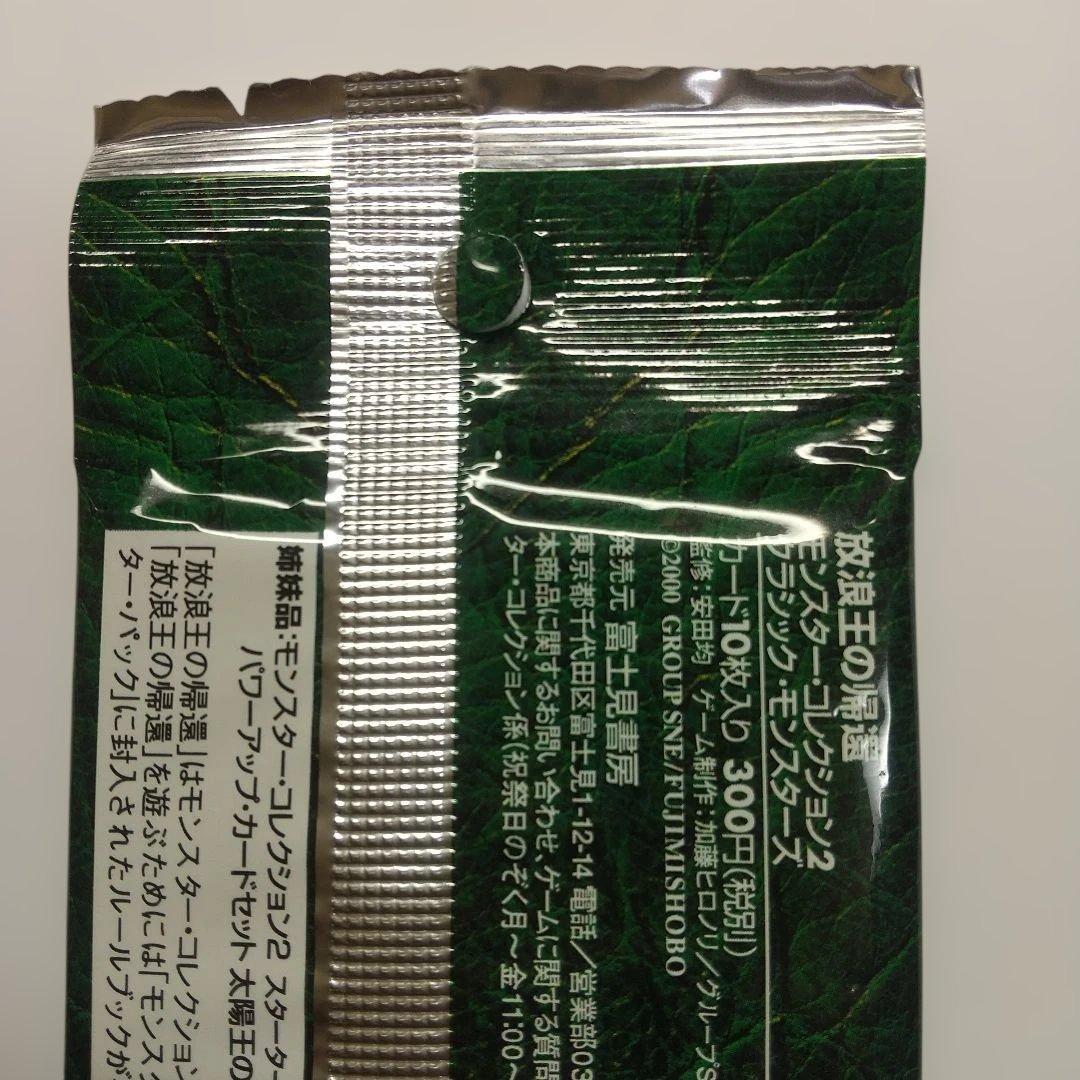 放浪王の帰還
モンスター・コレクション2
クラシック・モンスターズ
カード10枚入り 300円(税別)
監修:安田均 ゲーム制作:加藤ヒロノリ/グループS
©2000 GROUP SNE/FUJIMISHOBO
発売元 富士見書房
東京都千代田区富士見1-12-14 電話/営業部03
本商品に関するお問い合わせ、ゲームに関する質問
ター・コレクション係(祝祭日のぞく月〜金11:00〜
姉妹品:モンスター・コレクション2 スターター
パワーアップ・カードセット 太陽王の
「放浪王の帰還」はモンスター・コレクション
「放浪王の帰還」を遊ぶためには「モンス
ター・パック」に封入されたルールブックが